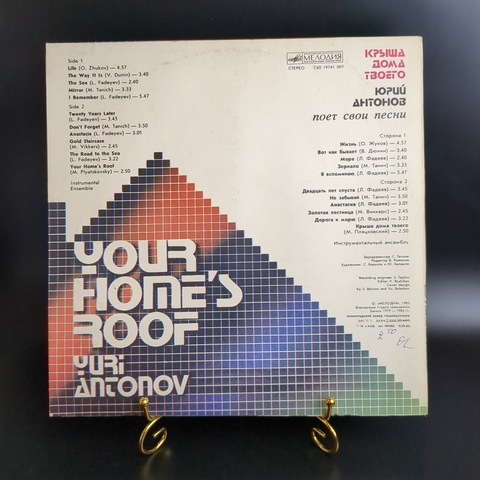 Side 1
Life (O. Zhukov) — 4.57
The Way It Is (V. Dunin) — 3.40
The Sea (L. Fadeyev) — 2.40
Mirror (M. Tanich) — 3.33
I Remember (L. Fadeyev) — 5.47
Side 2
Twenty Years Later
(L. Fadeyev) — 3.45
Don't Forget (M. Tanich) — 3.50
Anastasia (L. Fadeyev) — 3.01
Gold Staircase
(M. Vikkers) — 2.45
The Road to the Sea
(L. Fadeyev) — 3.22
Your Home's Roof
(M. Plyatskovsky) — 2.50
Instrumental
Ensemble
YOUR
HOME'S
ROOF
YURI
ANTONOV
МЕЛОДИЯ
СТЕРЕО
КРЫША
ДОМА
ТВОЕГО
ЮРИЙ
АНТОНОВ
поет свои песни
Сторона 1
Жизнь (О. Жуков) — 4.57
Вот как бывает (В. Дюнин) — 3.40
Море (Л. Фадеев) — 2.40
Зеркало (М. Танич) — 3.33
Я вспоминаю (Л. Фадеев) — 5.47
Сторона 2
Двадцать лет спустя (Л. Фадеев) — 3.45
Не забывай (М. Танич) — 3.50
Анастасия (Л. Фадеев) — 3.01
Золотая лестница (М. Виккерс) — 2.45
Дорога к морю (Л. Фадеев) — 3.22
Крыша дома твоего
(М. Пляцковский) — 2.50
Инструментальный ансамбль
Recording engineer
Cover design